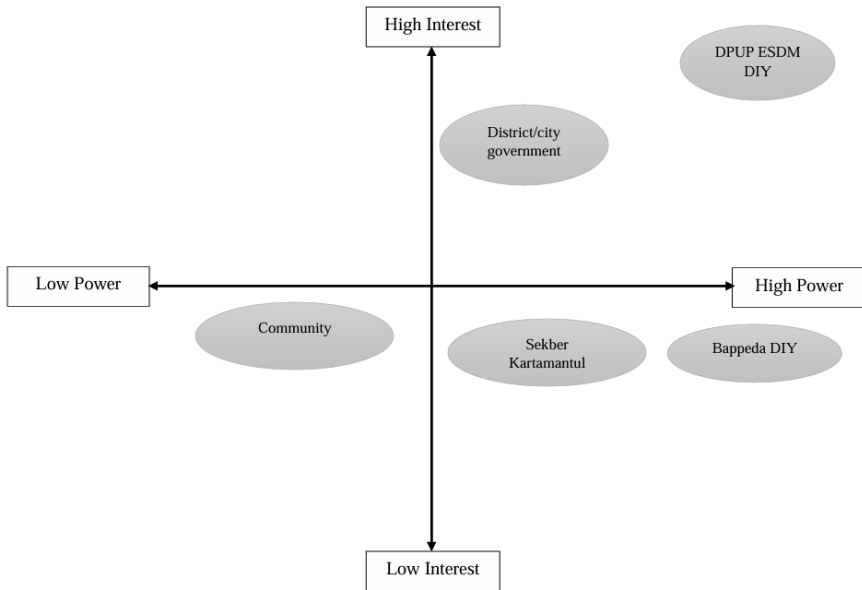 High Interest
DPUP ESDM
DIY
District/city
government
Low Power
High Power
Community
Sekber
Kartamantul
Bappeda DIY
Low Interest